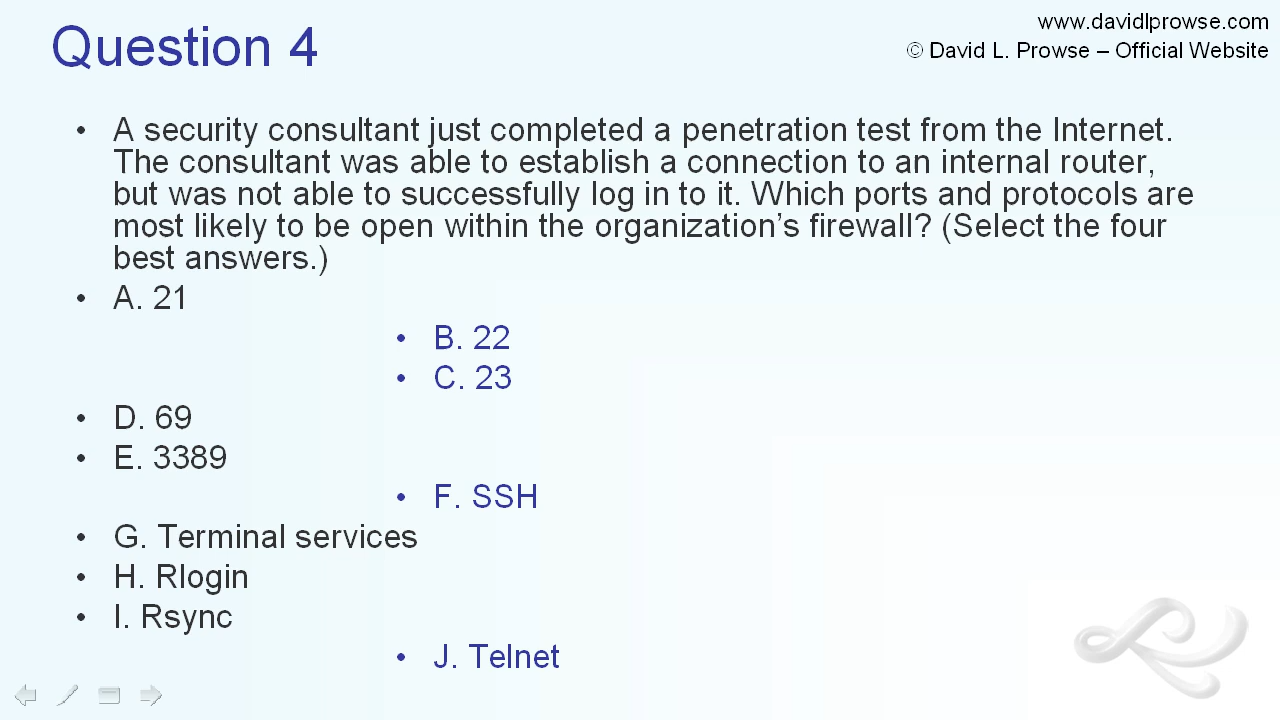 Question 4
www.davidlprowse.com
© David L. Prowse – Official Website
• A security consultant just completed a penetration test from the Internet.
The consultant was able to establish a connection to an internal router,
but was not able to successfully log in to it. Which ports and protocols are
most likely to be open within the organization’s firewall? (Select the four
best answers.)
• A. 21
• B. 22
• C. 23
• D. 69
• E. 3389
• F. SSH
• G. Terminal services
• H. Rlogin
• I. Rsync
• J. Telnet